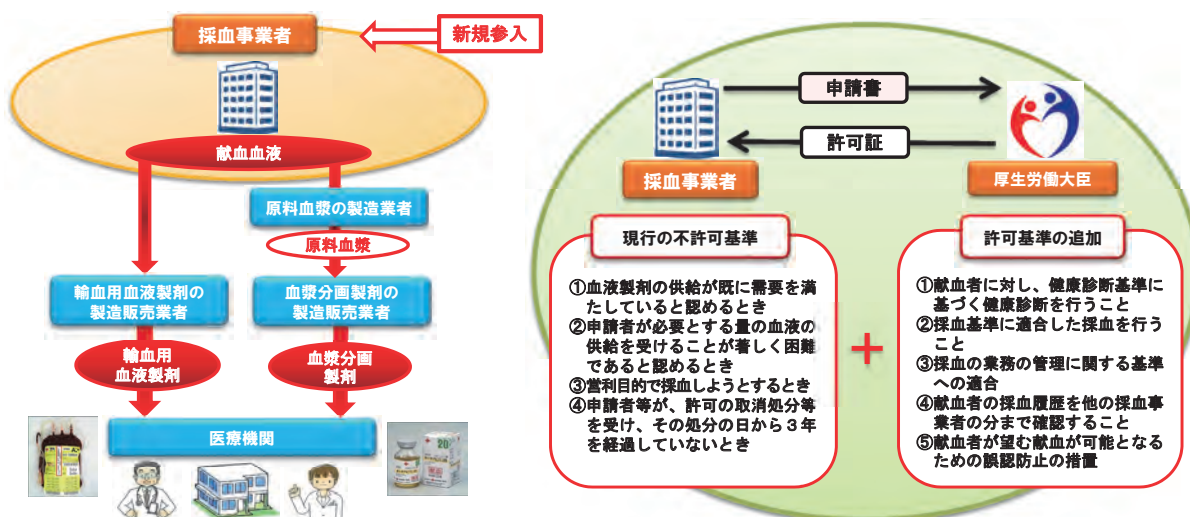 採血事業者
新規参入
献血血液
原料血漿の製造業者
原料血漿
輸血用血液製剤の
製造販売業者
血漿分画製剤の
製造販売業者
輸血用
血液製剤
血漿分画
製剤
医療機関
20
申請書
許可証
採血事業者
厚生労働大臣
現行の不許可基準
①血液製剤の供給が既に需要を満
たしていると認めるとき
②申請者が必要とする量の血液の
供給を受けることが著しく困難
であると認めるとき
③営利目的で採血しようとするとき
④申請者等が、許可の取消処分等
を受け、その処分の日から３年
を経過していないとき
+
許可基準の追加
①献血者に対し、健康診断基準に
基づく健康診断を行うこと
②採血基準に適合した採血を行う
こと
③採血の業務の管理に関する基準
への適合
④献血者の採血履歴を他の採血事
業者の分まで確認すること
⑤献血者が望む献血が可能となる
ための誤認防止の措置